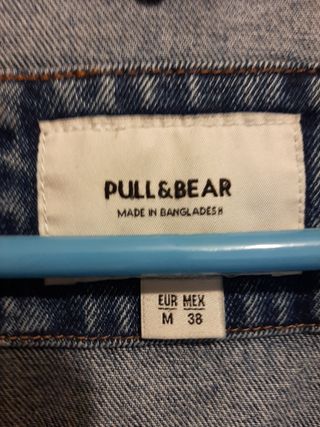 PULL&BEAR
MADE IN BANGLADESH
EUR MEX
M 38